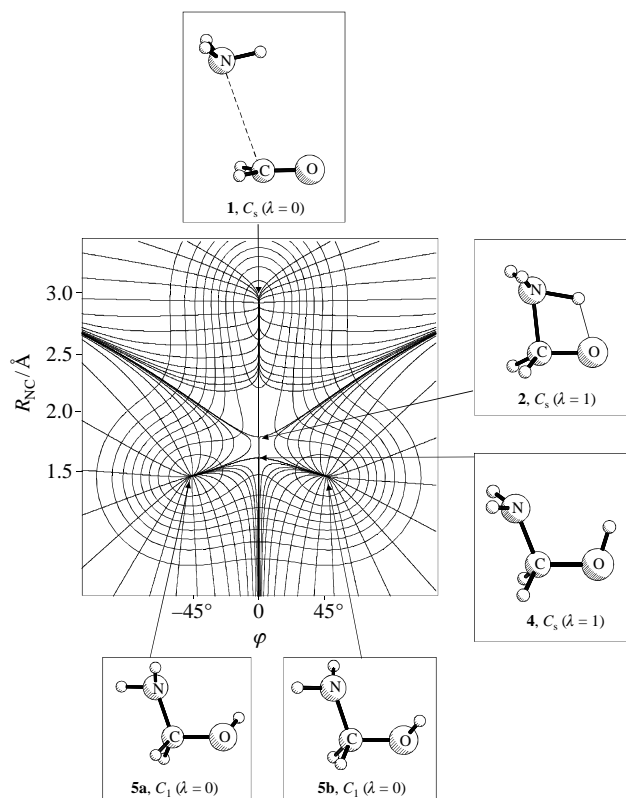 N
C
O
1, Cs (λ = 0)
3.0
2.5
2.0
1.5
RNC/Å
–45°
0
45°
φ
N
C
O
2, Cs (λ = 1)
N
C
O
4, Cs (λ = 1)
N
C
O
5a, C1 (λ = 0)
N
C
O
5b, C1 (λ = 0)